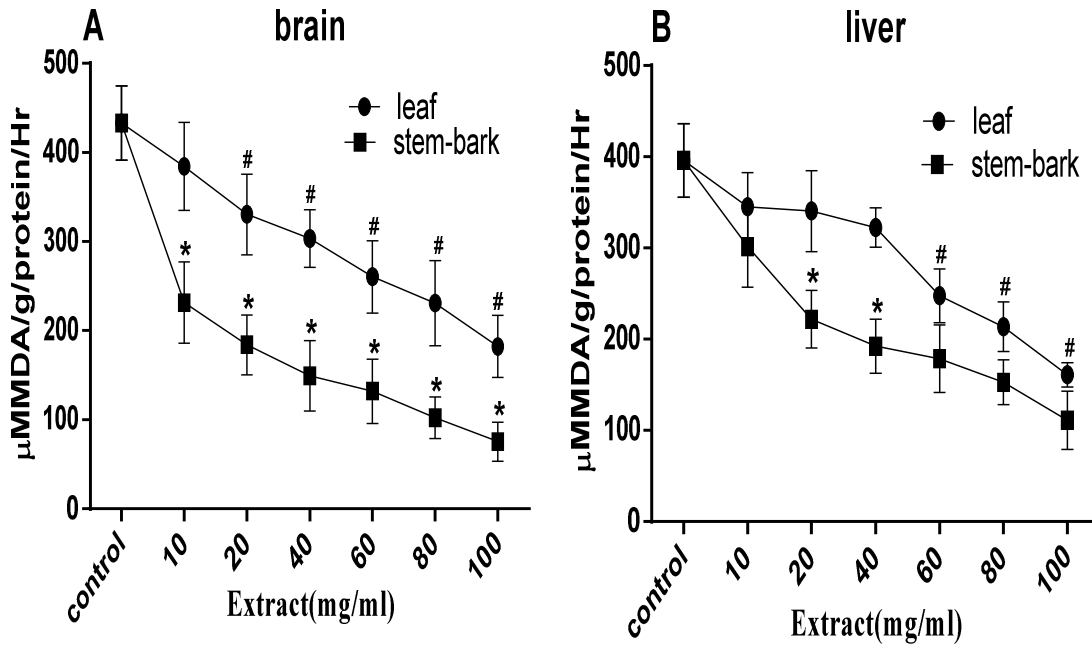 A
brain
μMMDA/g/protein/Hr
500
400
300
200
100
0
leaf
stem-bark
#
#
#
#
#
*
*
*
*
*
*
control
10
20
40
60
80
100
Extract(mg/ml)
B
liver
μMMDA/g/protein/Hr
500
400
300
200
100
0
leaf
stem-bark
#
#
#
*
*
control
10
20
40
60
80
100
Extract(mg/ml)